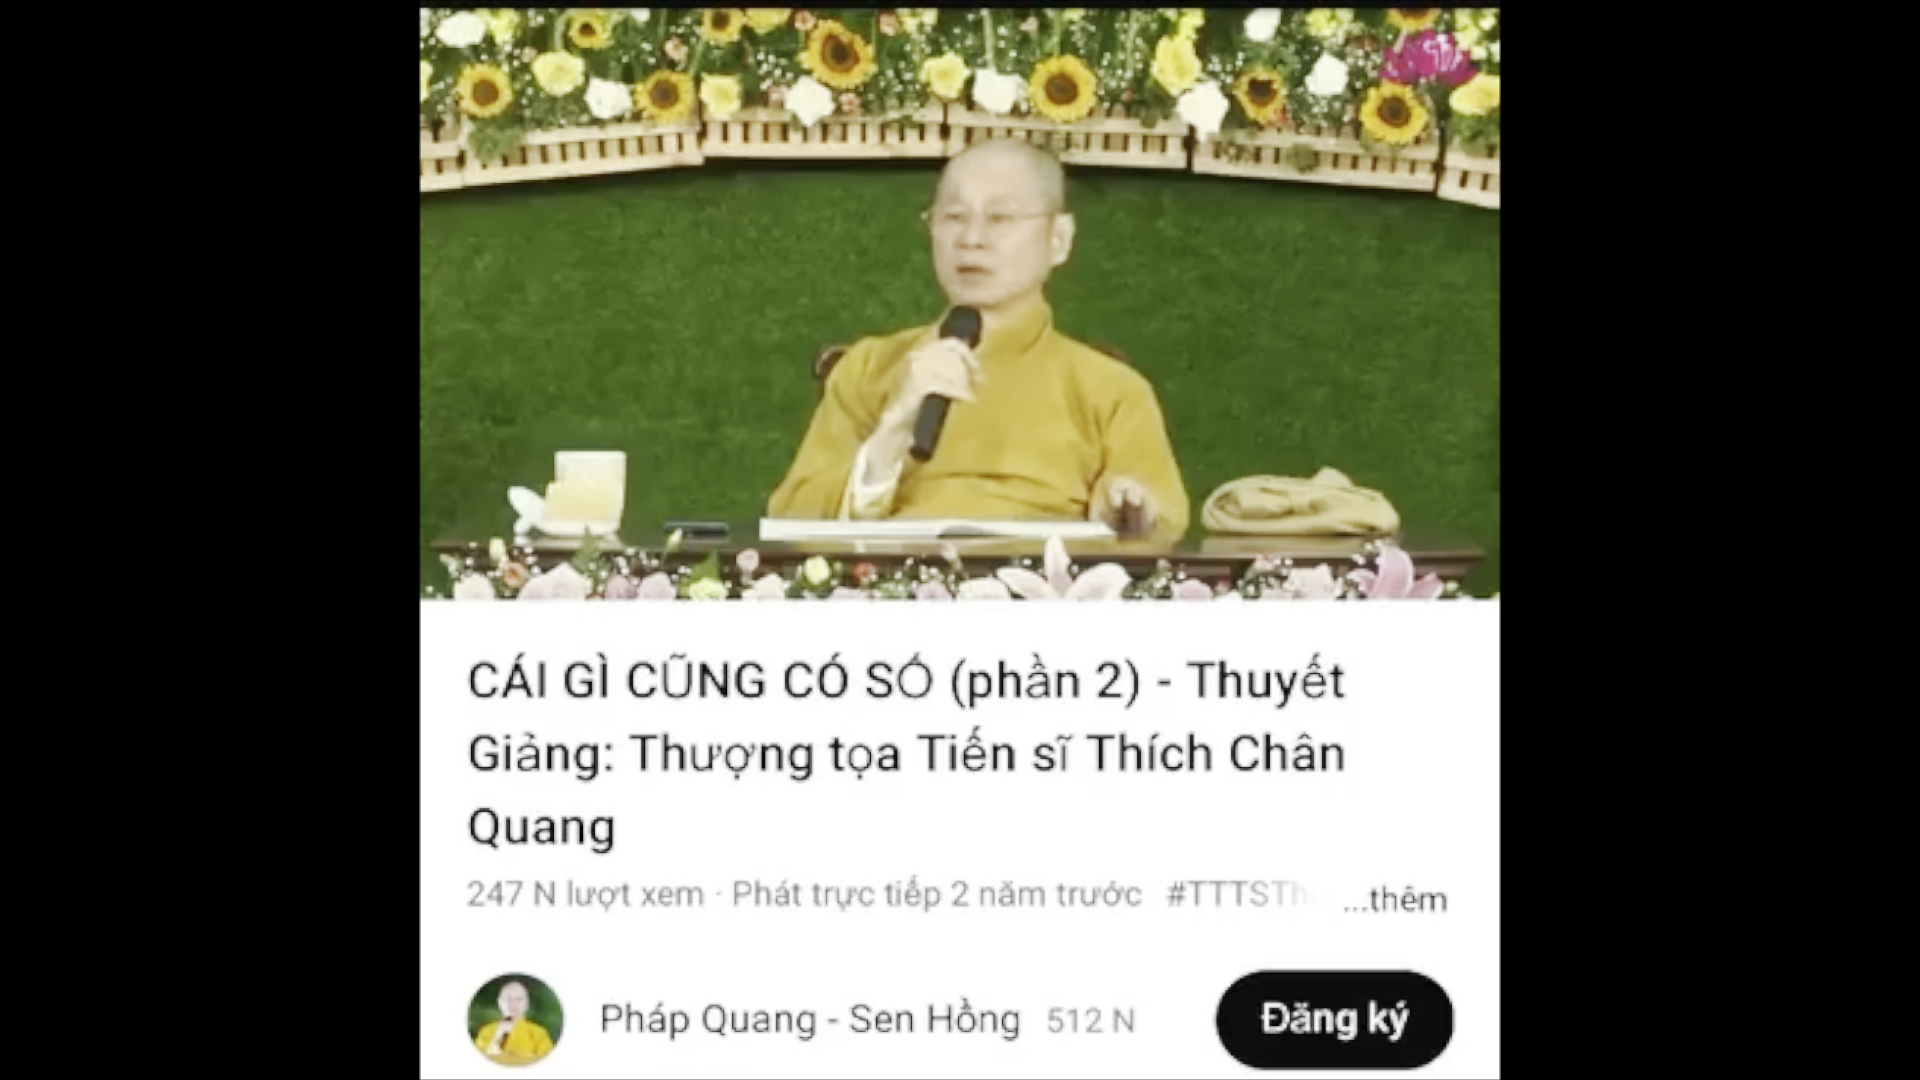 CÁI GÌ CŨNG CÓ SỐ (phần 2) - Thuyết
Giảng: Thượng tọa Tiến sĩ Thích Chân
Quang
247 N lượt xem · Phát trực tiếp 2 năm trước #TTTSTh ...thêm
Pháp Quang - Sen Hồng 512 N
Đăng ký